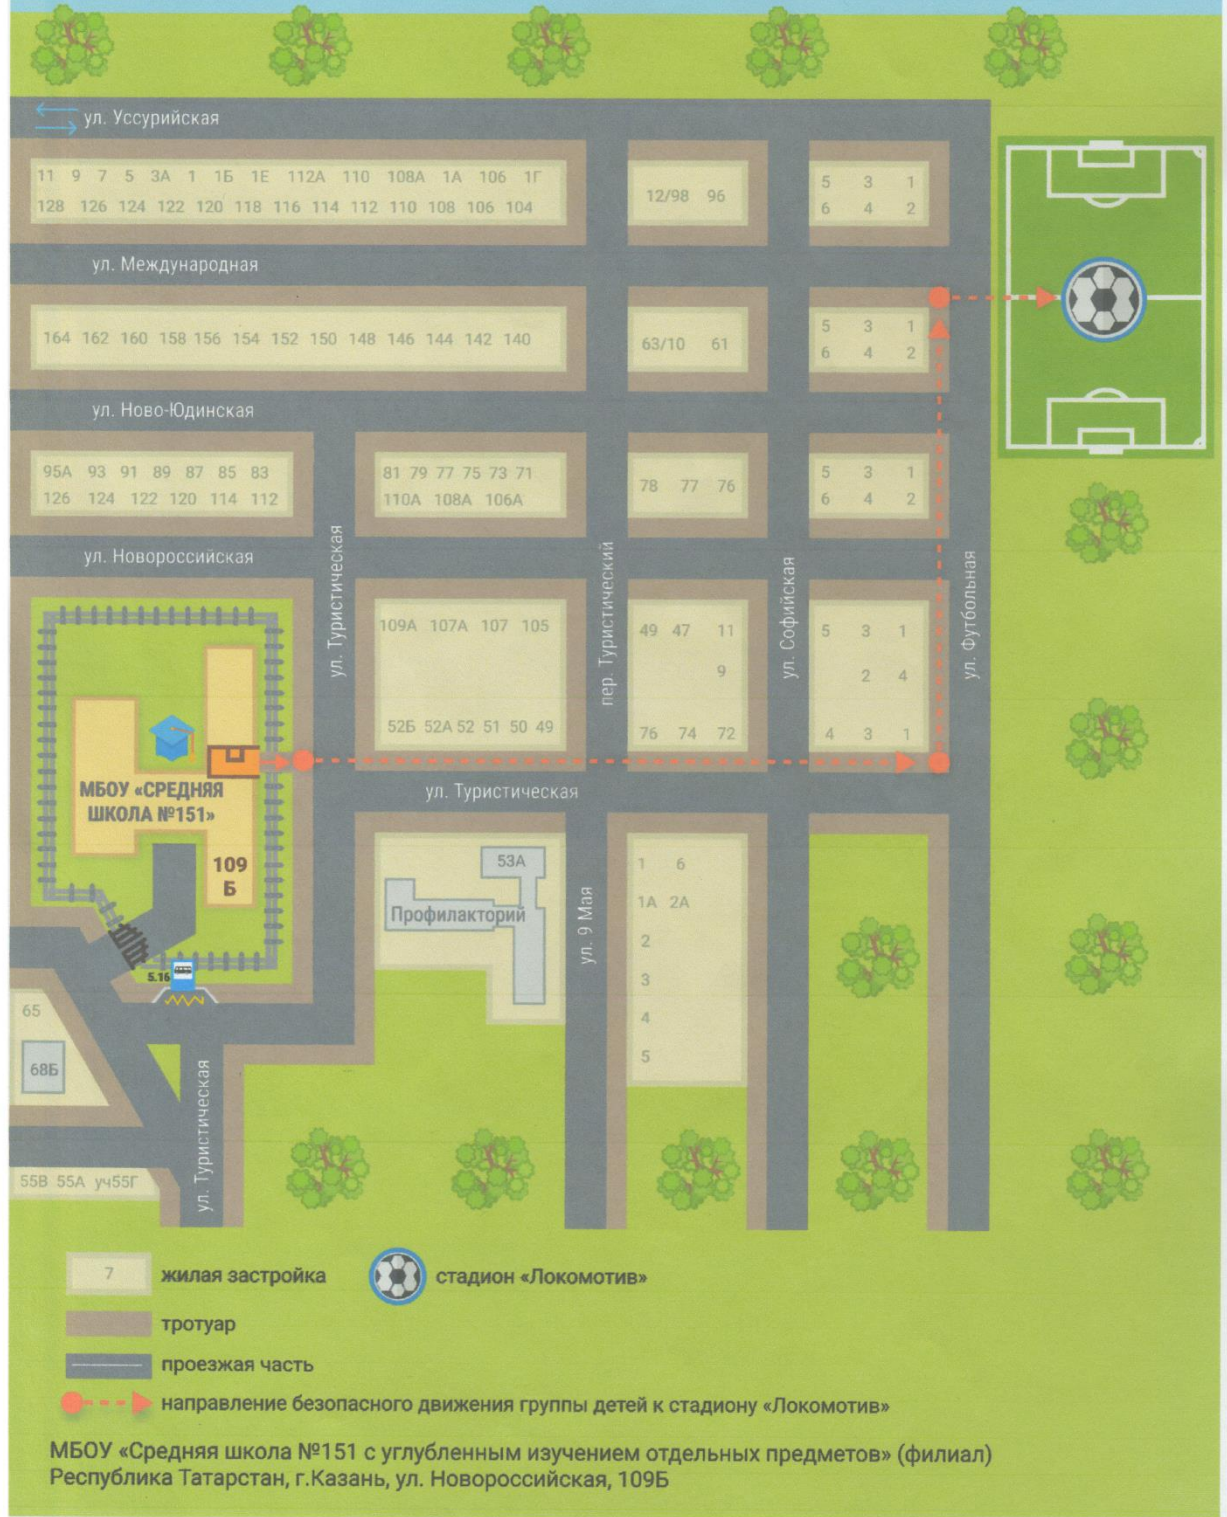 ул. Уссурийская
11 9 7 5 3А 1 1Б 1Е 112А 110 108А 1А 106 1Г
128 126 124 122 120 118 116 114 112 110 108 106 104
12/98 96
5 3 1
6 4 2
ул. Международная
164 162 160 158 156 154 152 150 148 146 144 142 140
63/10 61
5 3 1
6 4 2
ул. Ново-Юдинская
95А 93 91 89 87 85 83
126 124 122 120 114 112
81 79 77 75 73 71
110А 108А 106А
78 77 76
5 3 1
6 4 2
ул. Новороссийская
ул. Туристическая
пер. Туристический
ул. Софийская
ул. Футбольная
109А 107А 107 105
52Б 52А 52 51 50 49
49 47 11
9
76 74 72
5 3 1
2 4
4 3 1
МБОУ «СРЕДНЯЯ
ШКОЛА №151»
109
Б
ул. Туристическая
53А
Профилакторий
ул. 9 Мая
1 6
1А 2А
2
3
4
5
5.16
65
68Б
ул. Туристическая
55В 55А уч55Г
7 жилая застройка
стадион «Локомотив»
тротуар
проезжая часть
направление безопасного движения группы детей к стадиону «Локомотив»
МБОУ «Средняя школа №151 с углубленным изучением отдельных предметов» (филиал)
Республика Татарстан, г.Казань, ул. Новороссийская, 109Б